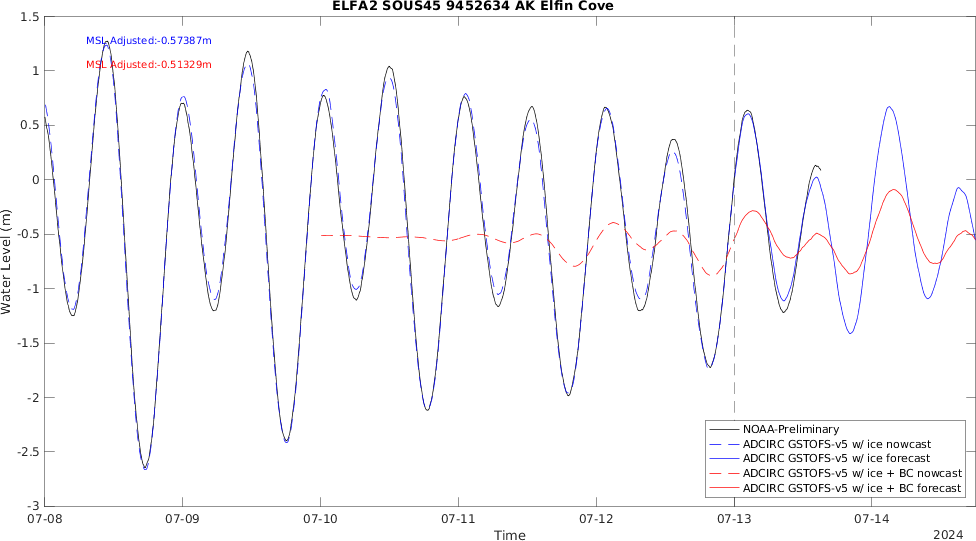 ELFA2 SOUS45 9452634 AK Elfin Cove
MSL Adjusted:-0.57387m
MSL Adjusted:-0.51329m
Water Level (m)
1.5
1
0.5
0
-0.5
-1
-1.5
-2
-2.5
-3
NOAA-Preliminary
ADCIRC GSTOFS-v5 w/ ice nowcast
ADCIRC GSTOFS-v5 w/ ice forecast
ADCIRC GSTOFS-v5 w/ ice + BC nowcast
ADCIRC GSTOFS-v5 w/ ice + BC forecast
07-08 07-09 07-10 07-11 07-12 07-13 07-14
Time
2024